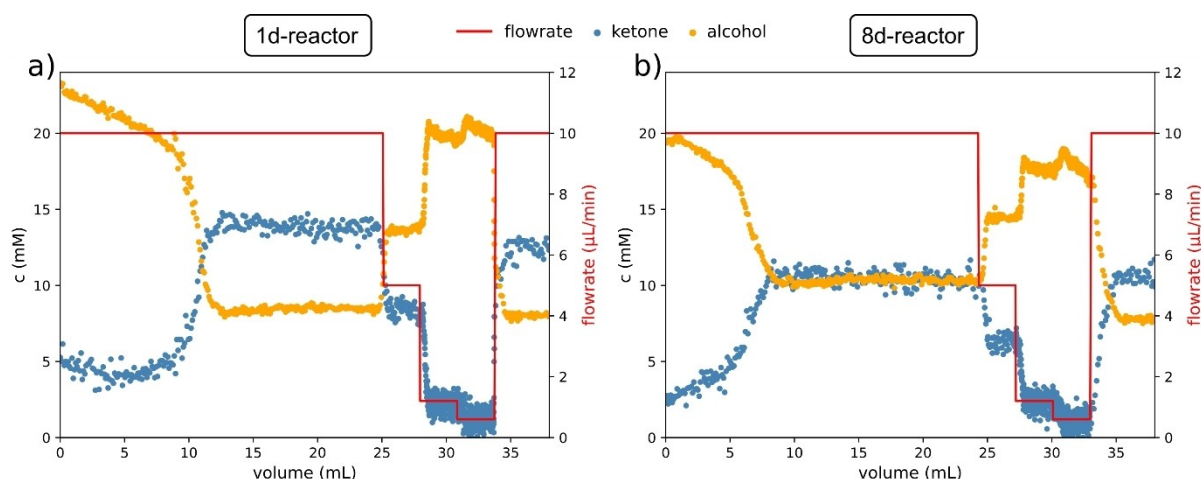 1d-reactor
flowrate ketone alcohol
8d-reactor
a)
b)
c (mM)
0
5
10
15
20
0 5 10 15 20 25 30 35
volume (mL)
0
2
4
6
8
10
12
flowrate (µL/min)
c (mM)
0
5
10
15
20
0 5 10 15 20 25 30 35
volume (mL)
0
2
4
6
8
10
12
flowrate (µL/min)